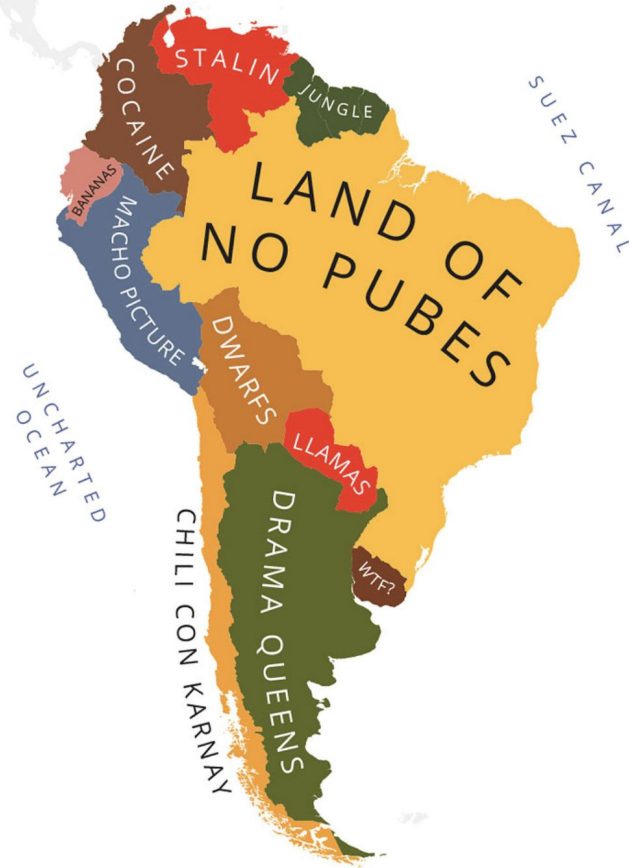 STALIN
COCAINE
JUNGLE
SUEZ CANAL
BANANAS
LAND OF
NO PUBES
MACHO PICTURE
DWARFS
UNCHARTED
OCEAN
LLAMAS
DRAMA QUEENS
CHILI CON KARNAY
WTF?